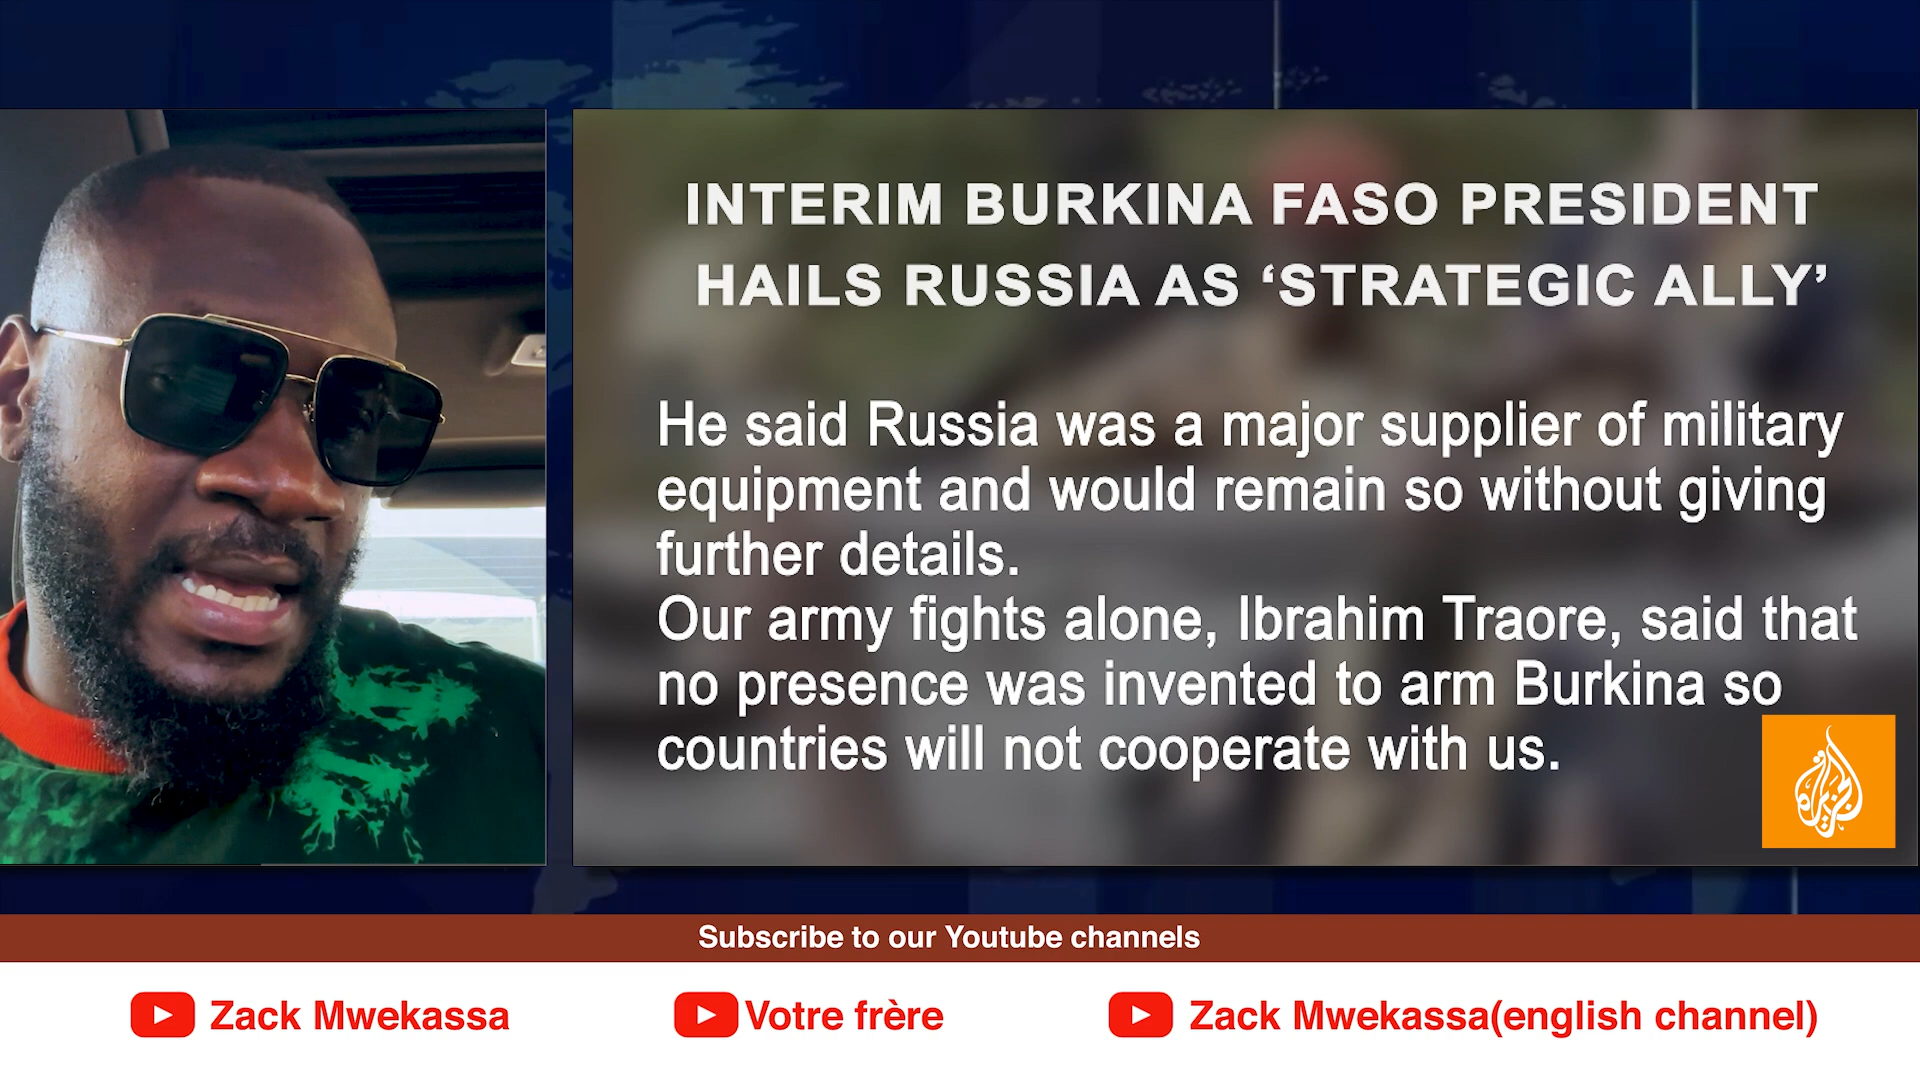 INTERIM BURKINA FASO PRESIDENT
HAILS RUSSIA AS ‘STRATEGIC ALLY’
He said Russia was a major supplier of military
equipment and would remain so without giving
further details.
Our army fights alone, Ibrahim Traore, said that
no presence was invented to arm Burkina so
countries will not cooperate with us.
الجزيرة
Subscribe to our Youtube channels
Zack Mwekassa
Votre frère
Zack Mwekassa(english channel)